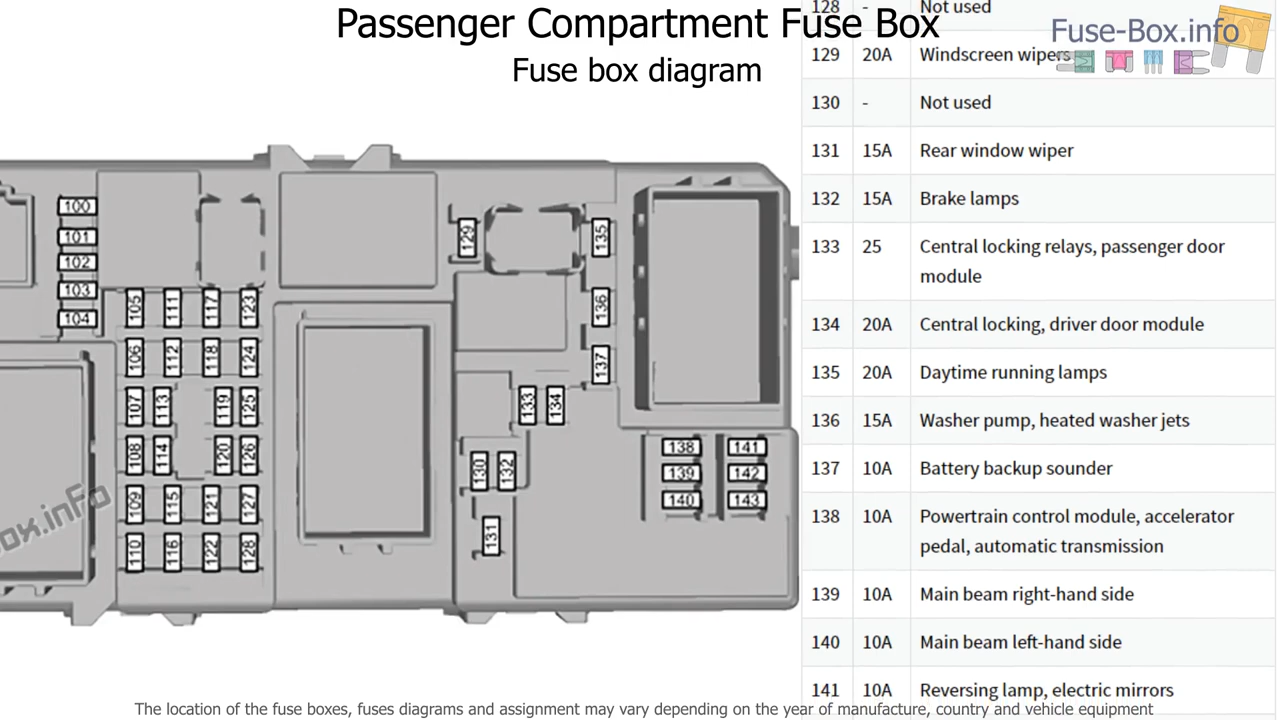 Passenger Compartment Fuse Box
Fuse box diagram
Fuse-Box.info
128 - Not used
129 20A Windscreen wipers
130 - Not used
131 15A Rear window wiper
132 15A Brake lamps
133 25 Central locking relays, passenger door
module
134 20A Central locking, driver door module
135 20A Daytime running lamps
136 15A Washer pump, heated washer jets
137 10A Battery backup sounder
138 10A Powertrain control module, accelerator
pedal, automatic transmission
139 10A Main beam right-hand side
140 10A Main beam left-hand side
141 10A Reversing lamp, electric mirrors
100
101
102
103
104
105 111 117 123
106 112 118 124
107 113 119 125
108 114 120 126
109 115 121 127
110 116 122 128
129 135
136
137
133 134
130 132
131
138 141
139 142
140 143
ox.inFo
The location of the fuse boxes, fuses diagrams and assignment may vary depending on the year of manufacture, country and vehicle equipment